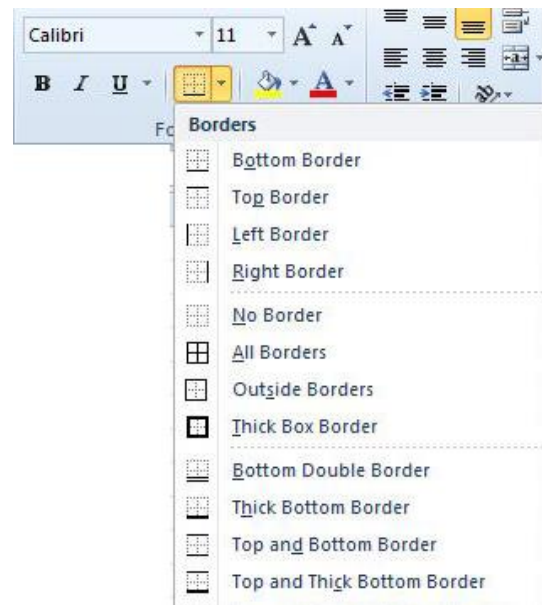 Calibri 11 A A
B I U A a
Fo
Borders
Bottom Border
Top Border
Left Border
Right Border
No Border
All Borders
Outside Borders
Thick Box Border
Bottom Double Border
Thick Bottom Border
Top and Bottom Border
Top and Thick Bottom Border